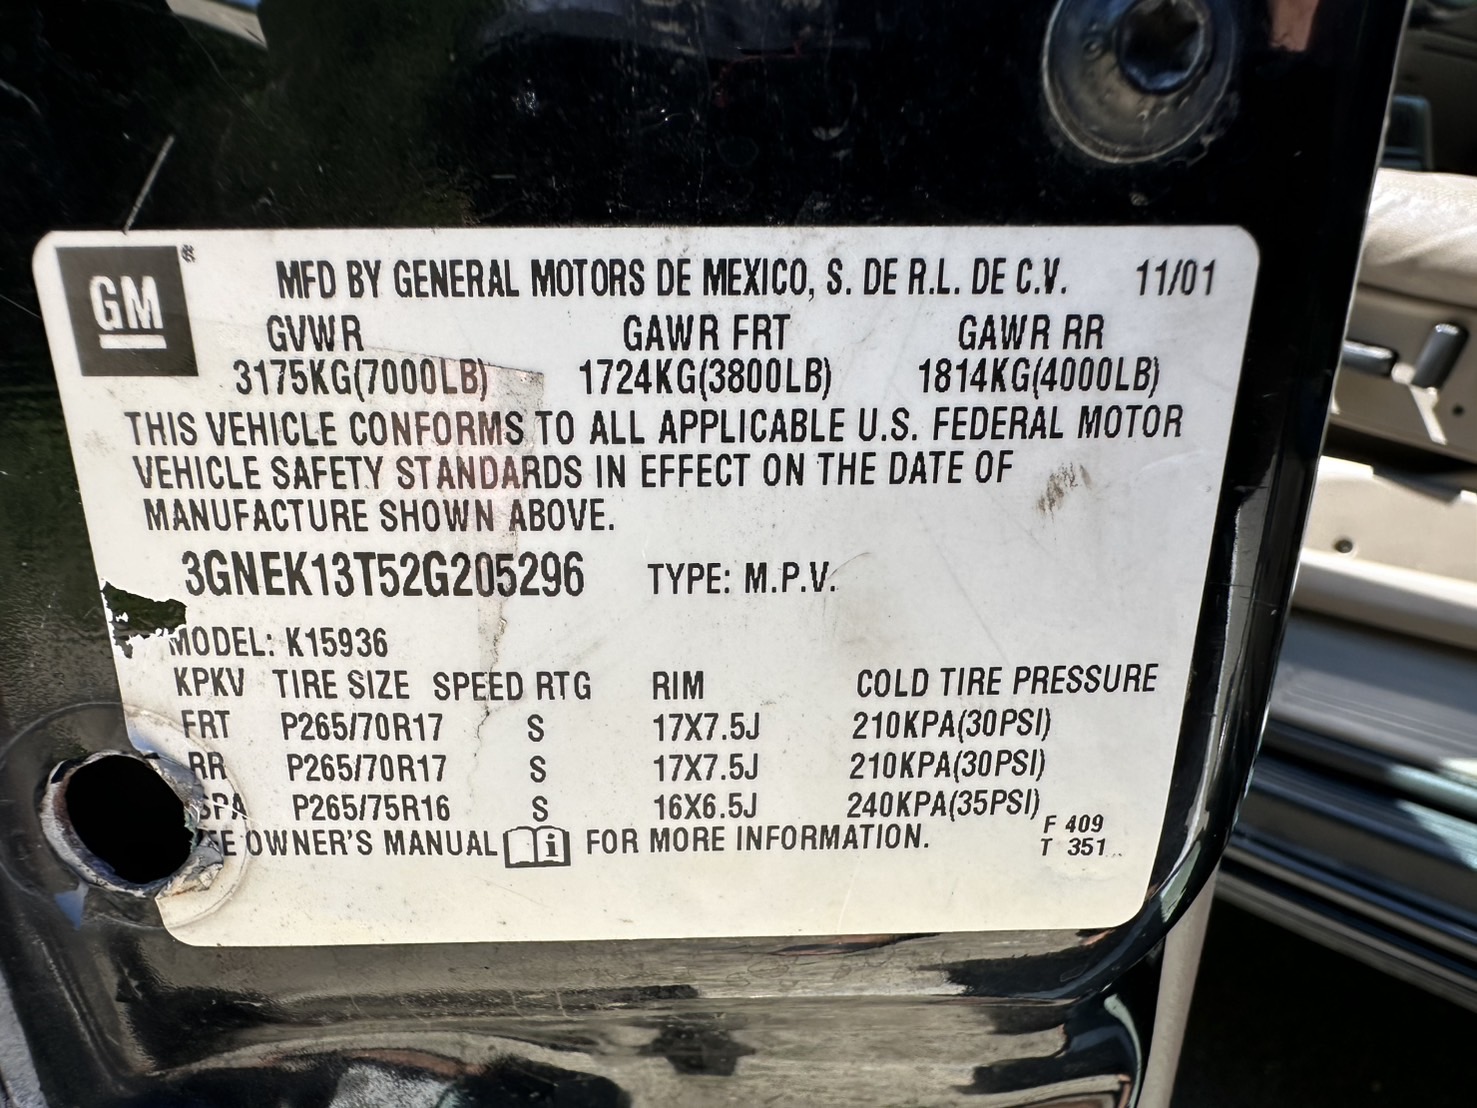 GM
MFD BY GENERAL MOTORS DE MEXICO, S. DE R.L. DE C.V. 11/01
GVWR GAWR FRT GAWR RR
3175KG(7000LB) 1724KG(3800LB) 1814KG(4000LB)
THIS VEHICLE CONFORMS TO ALL APPLICABLE U.S. FEDERAL MOTOR
VEHICLE SAFETY STANDARDS IN EFFECT ON THE DATE OF
MANUFACTURE SHOWN ABOVE.
3GNEK13T52G205296 TYPE: M.P.V.
MODEL: K15936
KPKV TIRE SIZE SPEED RTG RIM COLD TIRE PRESSURE
FRT P265/70R17 S 17X7.5J 210KPA(30PSI)
RR P265/70R17 S 17X7.5J 210KPA(30PSI)
SPA P265/75R16 S 16X6.5J 240KPA(35PSI)
OWNER'S MANUAL i FOR MORE INFORMATION.
F 409
T 351